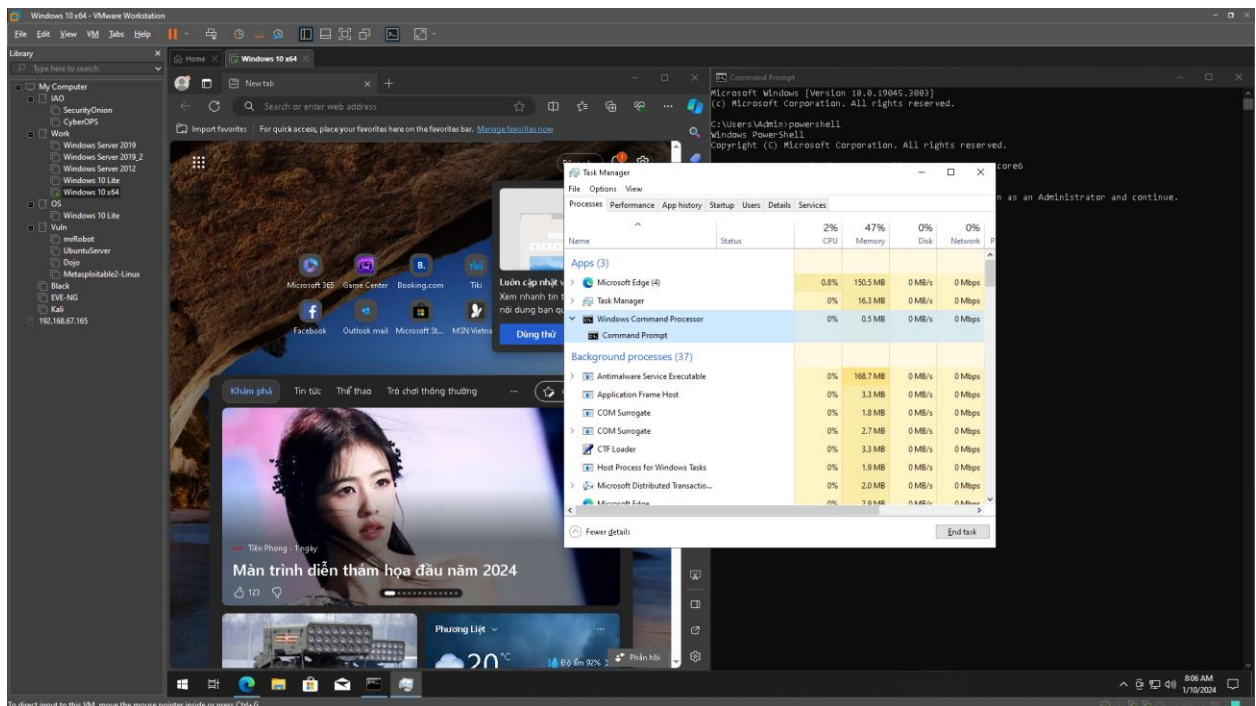 Windows 10 x64 - VMware Workstation
File Edit View VM Tabs Help
Library
Type here to search
My Computer
IAO
SecurityOnion
CyberOPS
Work
Windows Server 2019
Windows Server 2019_2
Windows Server 2012
Windows 10 Lite
Windows 10 x64
OS
Windows 10 Lite
Vuln
mrRobot
UbuntuServer
Dojo
Metasploitable2-Linux
Black
EVE-NG
Kali
192.168.67.165
Home
Windows 10 x64
New tab
Search or enter web address
Import favorites
For quick access, place your favorites here on the favorites bar. Manage favorites now
Microsoft 365 Game Center Booking.com Tiki
Facebook Outlook mail Microsoft St... MSN Vietna
Luôn cập nhật v
Xem nhanh tin t
nội dung bạn qu
Dùng thử
Khám phá Tin tức Thể thao Trò chơi thông thường ...
Tiền Phong · 1 ngày
Màn trình diễn thảm họa đầu năm 2024
123
Phương Liệt
20°C
Độ ẩm 92%
Phản hồi
Command Prompt
Microsoft Windows [Version 10.0.19045.3803]
(c) Microsoft Corporation. All rights reserved.
C:\Users\Admin>powershell
Windows PowerShell
Copyright (C) Microsoft Corporation. All rights reserved.
core6
n as an Administrator and continue.
Task Manager
File Options View
Processes Performance App history Startup Users Details Services
2% 47% 0% 0%
Name Status CPU Memory Disk Network P
Apps (3)
Microsoft Edge (4) 0.8% 150.5 MB 0 MB/s 0 Mbps
Task Manager 0% 16.3 MB 0 MB/s 0 Mbps
Windows Command Processor 0% 0.5 MB 0 MB/s 0 Mbps
Command Prompt
Background processes (37)
Antimalware Service Executable 0% 168.7 MB 0 MB/s 0 Mbps
Application Frame Host 0% 3.3 MB 0 MB/s 0 Mbps
COM Surrogate 0% 1.8 MB 0 MB/s 0 Mbps
COM Surrogate 0% 2.7 MB 0 MB/s 0 Mbps
CTF Loader 0% 3.3 MB 0 MB/s 0 Mbps
Host Process for Windows Tasks 0% 1.9 MB 0 MB/s 0 Mbps
Microsoft Distributed Transactio... 0% 2.0 MB 0 MB/s 0 Mbps
Microsoft Edge 0% 7.9 MB 0 MB/s 0 Mbps
Fewer details
End task
8:06 AM
1/10/2024
To direct input to this VM, move the mouse pointer inside or press Ctrl+G.